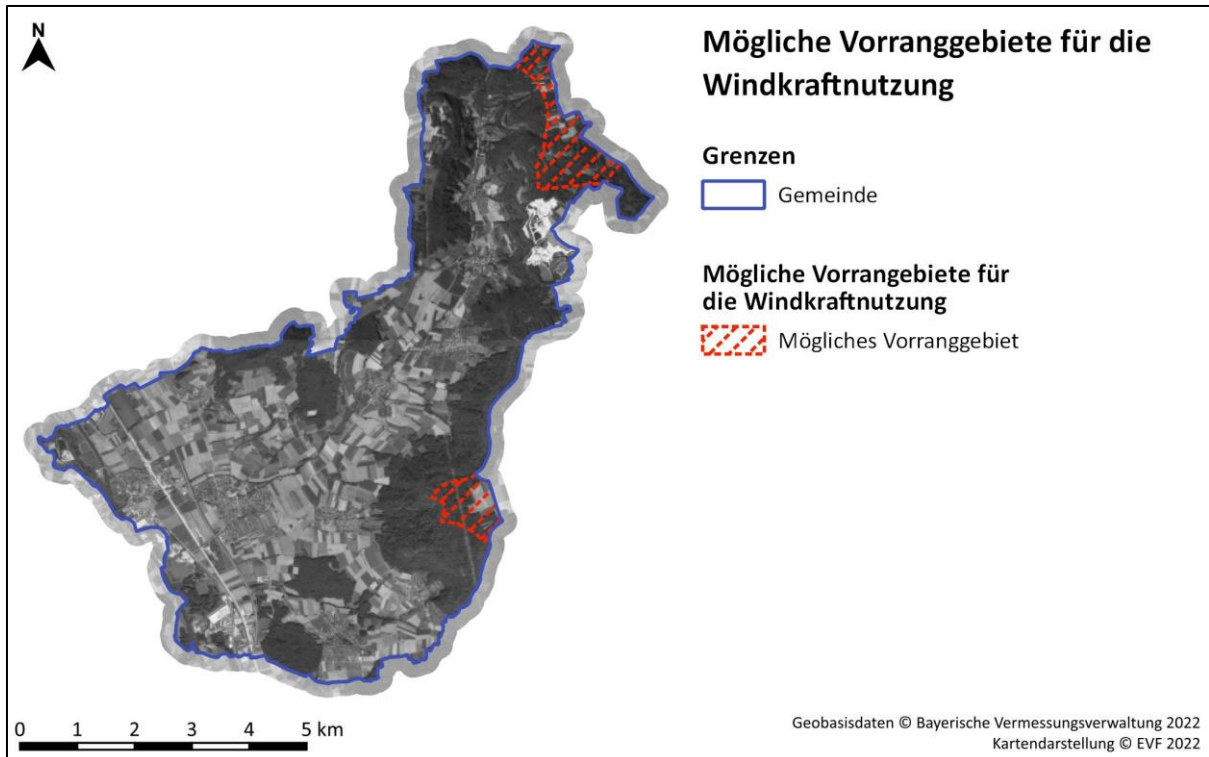 N
Mögliche Vorranggebiete für die
Windkraftnutzung
Grenzen
Gemeinde
Mögliche Vorrangebiete für
die Windkraftnutzung
Mögliches Vorranggebiet
0 1 2 3 4 5 km
Geobasisdaten © Bayerische Vermessungsverwaltung 2022
Kartendarstellung © EVF 2022